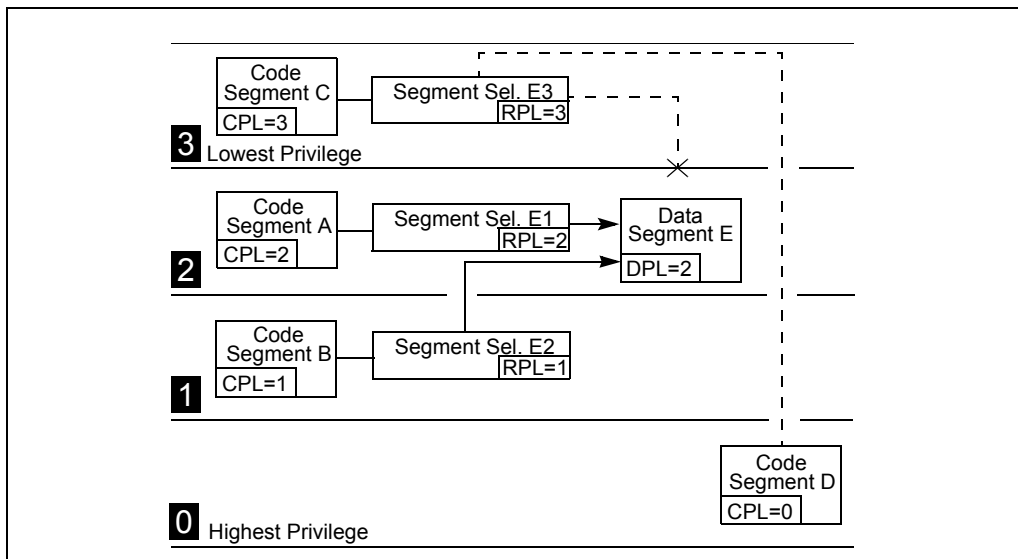 Code
Segment C
CPL=3
Segment Sel. E3
RPL=3
3
Lowest Privilege
Code
Segment A
CPL=2
Segment Sel. E1
RPL=2
Data
Segment E
DPL=2
2
Code
Segment B
CPL=1
Segment Sel. E2
RPL=1
1
Code
Segment D
CPL=0
0
Highest Privilege